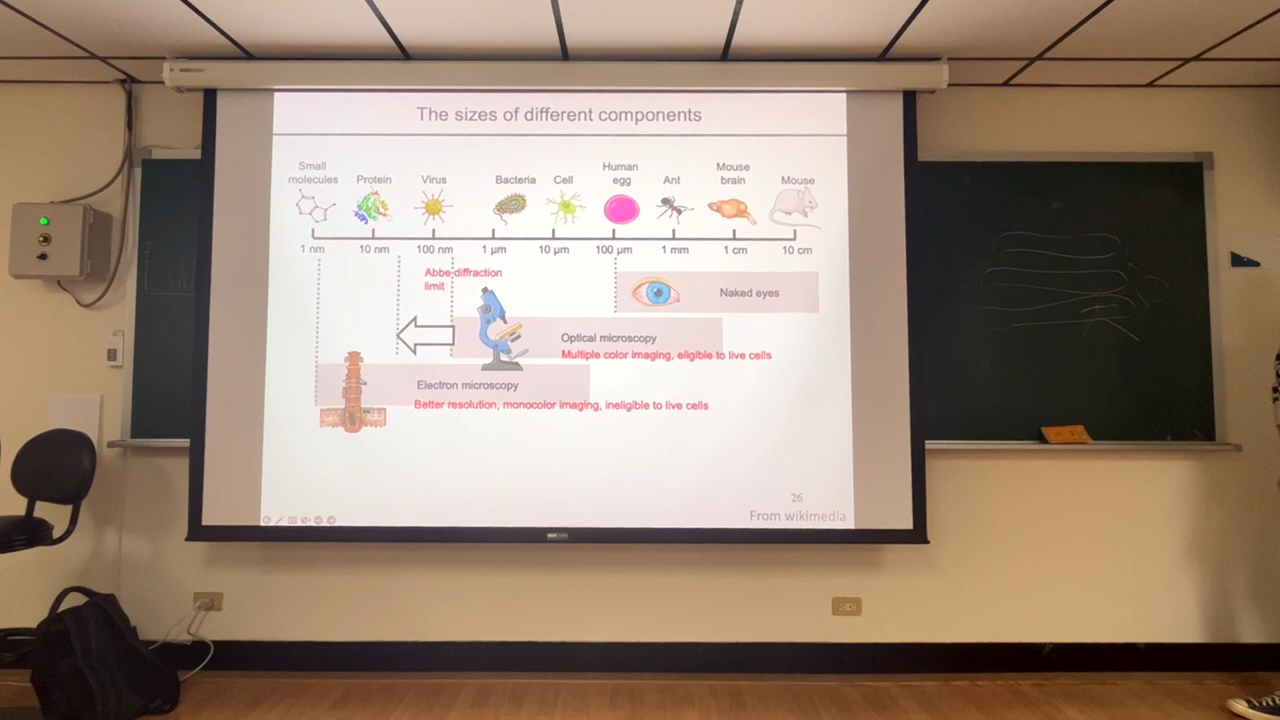 The sizes of different components
Small
molecules
Protein
Virus
Bacteria
Cell
Human
egg
Ant
Mouse
brain
Mouse
1 nm
10 nm
100 nm
1 μm
10 μm
100 μm
1 mm
1 cm
10 cm
Abbe diffraction
limit
Naked eyes
Optical microscopy
Multiple color imaging, eligible to live cells
Electron microscopy
Better resolution, monocolor imaging, ineligible to live cells
26
From wikimedia